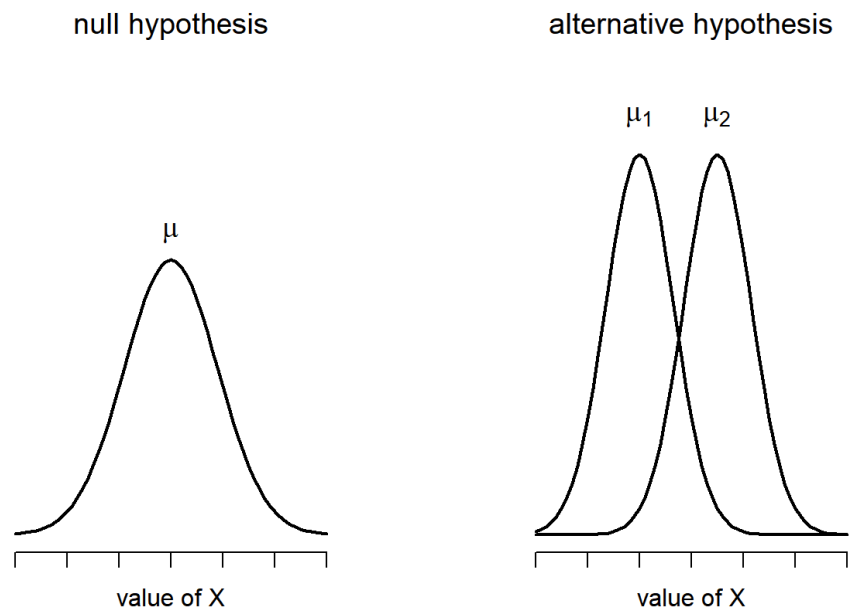 null hypothesis
μ
value of X
alternative hypothesis
μ1 μ2
value of X